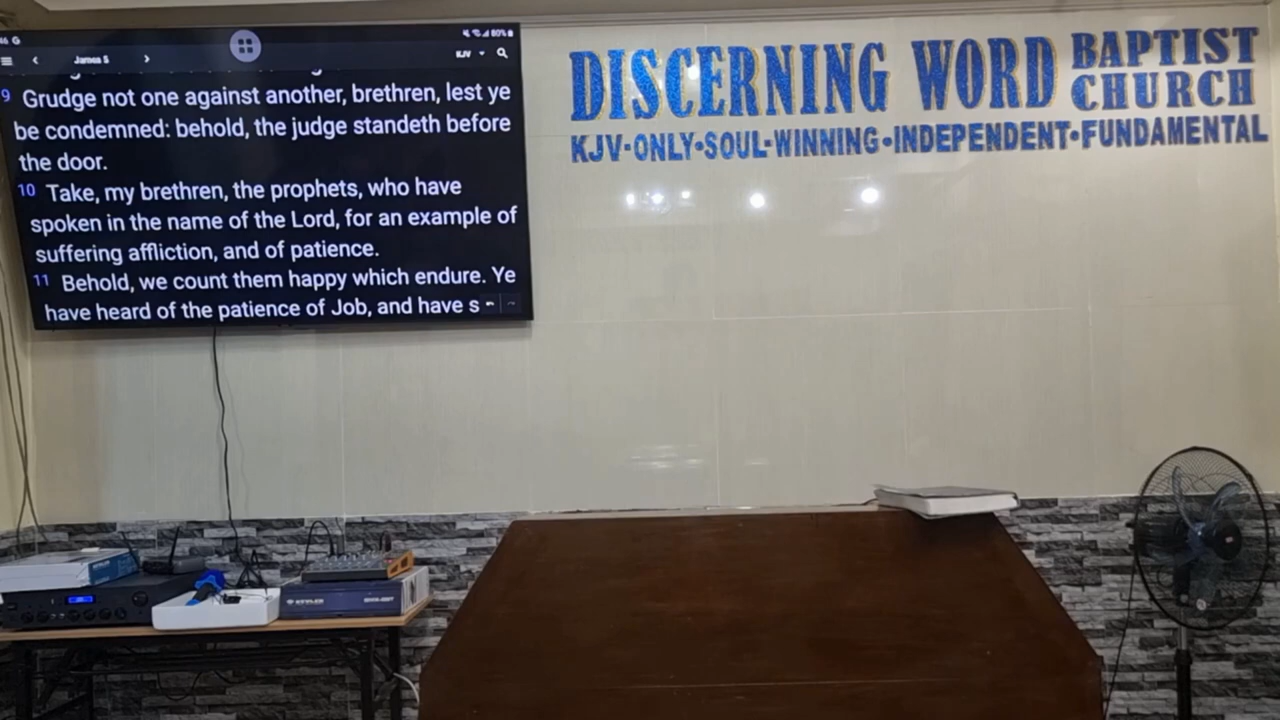 James 5
KJV
80%
9 Grudge not one against another, brethren, lest ye
be condemned: behold, the judge standeth before
the door.
10 Take, my brethren, the prophets, who have
spoken in the name of the Lord, for an example of
suffering affliction, and of patience.
11 Behold, we count them happy which endure. Ye
have heard of the patience of Job, and have s
DISCERNING WORD BAPTIST
CHURCH
KJV-ONLY•SOUL-WINNING•INDEPENDENT•FUNDAMENTAL